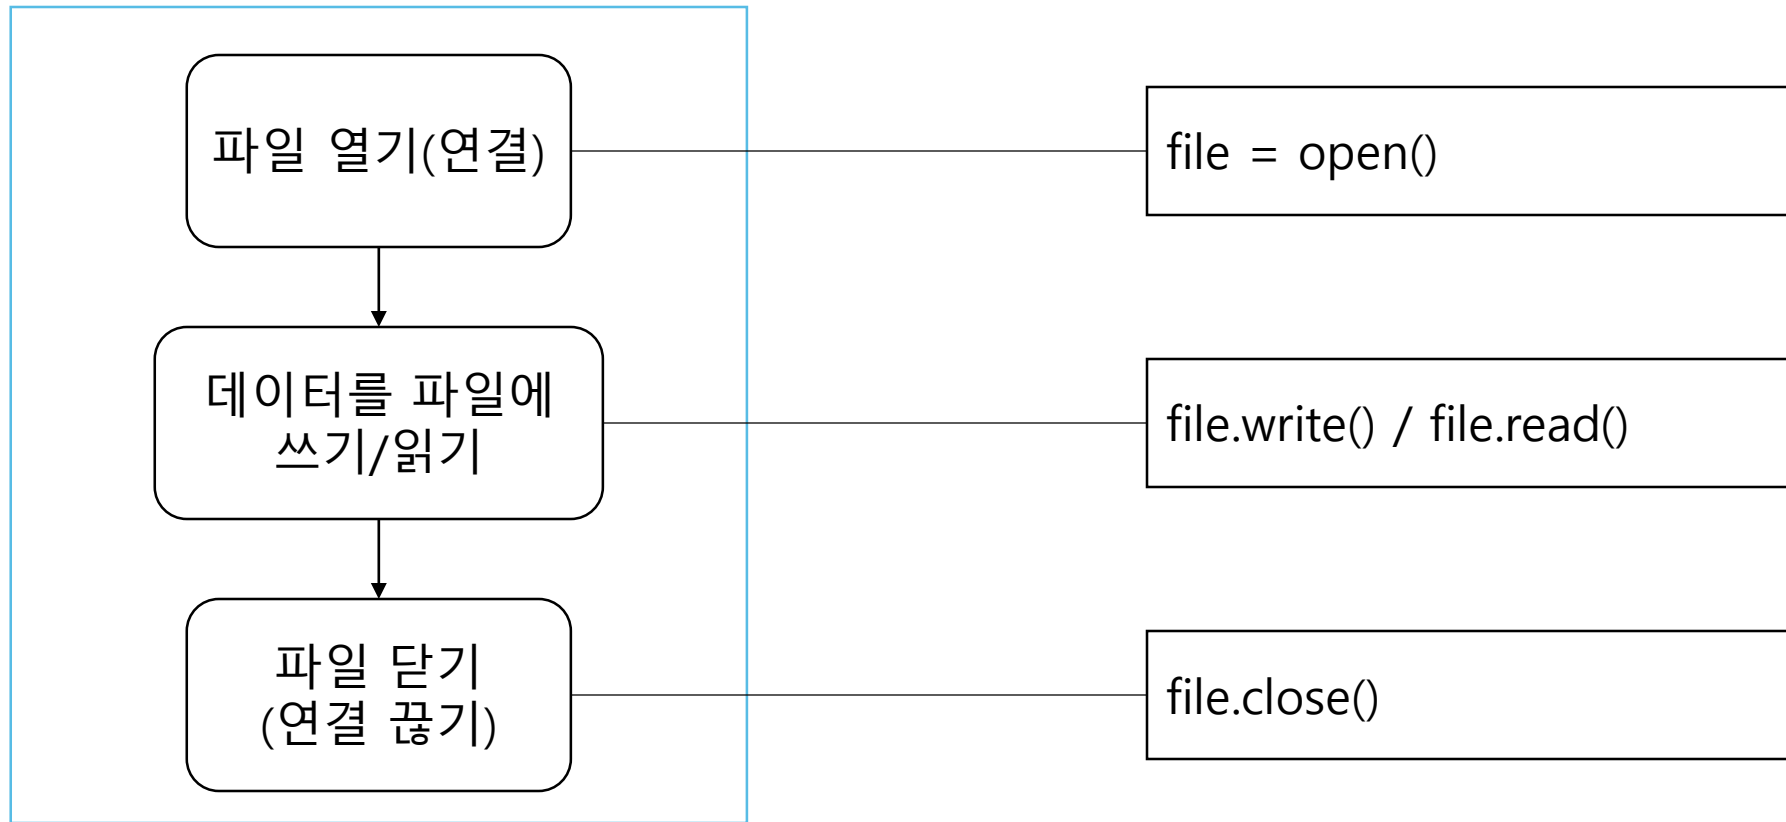 파일 열기(연결)
file = open()
데이터를 파일에
쓰기/읽기
file.write() / file.read()
파일 닫기
(연결 끊기)
file.close()